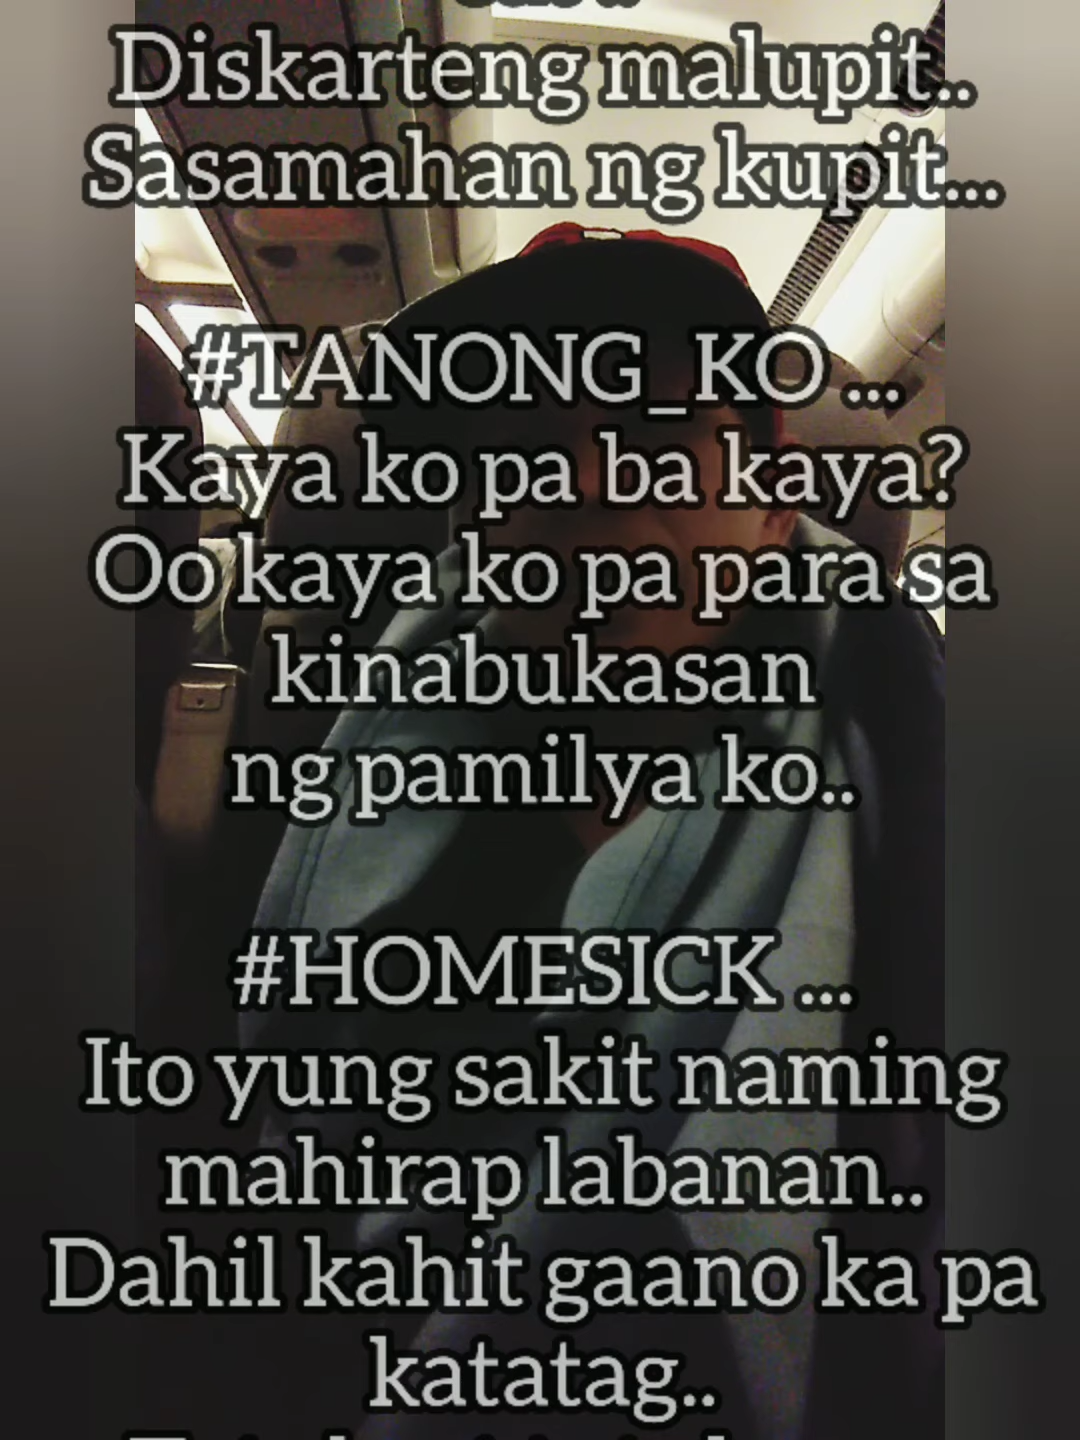 Diskarteng malupit..
Sasamahan ng kupit...
#TANONG_KO ...
Kaya ko pa ba kaya?
Oo kaya ko pa para sa
kinabukasan
ng pamilya ko..
#HOMESICK ...
Ito yung sakit naming
mahirap labanan..
Dahil kahit gaano ka pa
katatag..